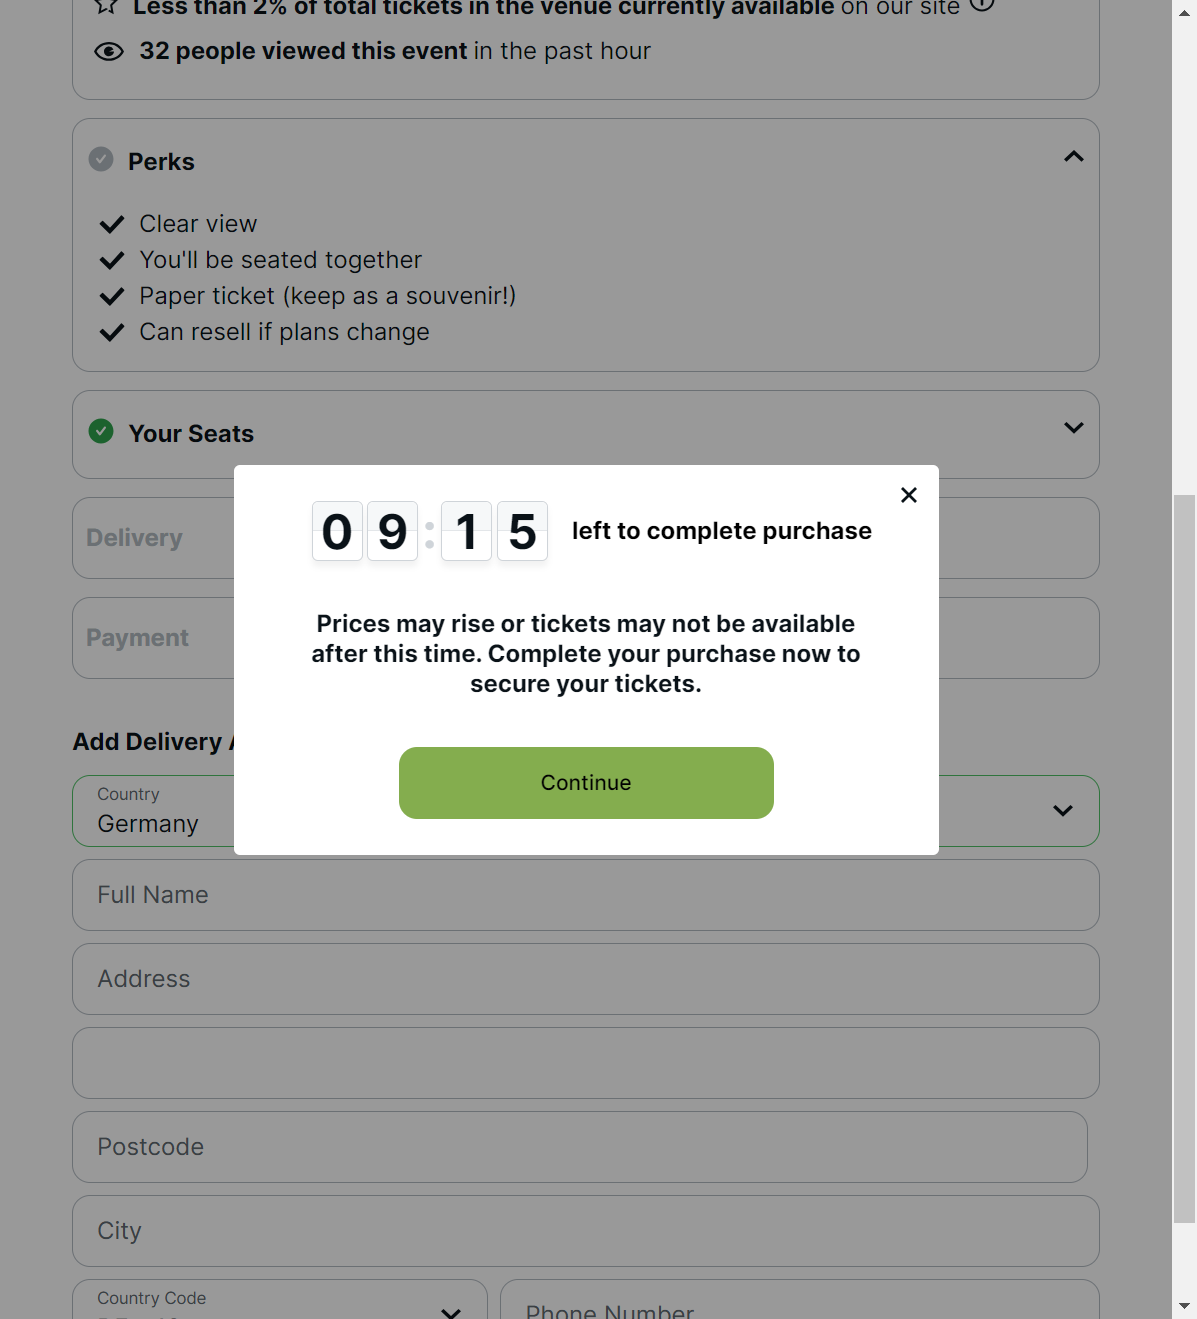 Less than 2% of total tickets in the venue currently available on our site
32 people viewed this event in the past hour
Perks
Clear view
You'll be seated together
Paper ticket (keep as a souvenir!)
Can resell if plans change
Your Seats
Delivery
Payment
09:15 left to complete purchase
Prices may rise or tickets may not be available
after this time. Complete your purchase now to
secure your tickets.
Continue
Add Delivery
Country
Germany
Full Name
Address
Postcode
City
Country Code
Phone Number